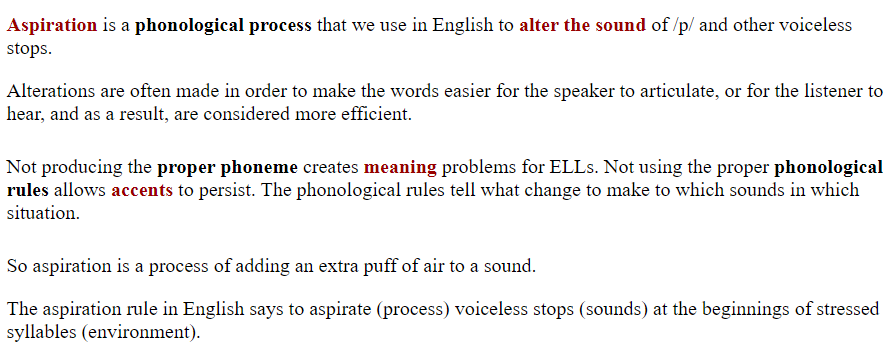 Aspiration is a phonological process that we use in English to alter the sound of /p/ and other voiceless
stops.
Alterations are often made in order to make the words easier for the speaker to articulate, or for the listener to
hear, and as a result, are considered more efficient.
Not producing the proper phoneme creates meaning problems for ELLs. Not using the proper phonological
rules allows accents to persist. The phonological rules tell what change to make to which sounds in which
situation.
So aspiration is a process of adding an extra puff of air to a sound.
The aspiration rule in English says to aspirate (process) voiceless stops (sounds) at the beginnings of stressed
syllables (environment).